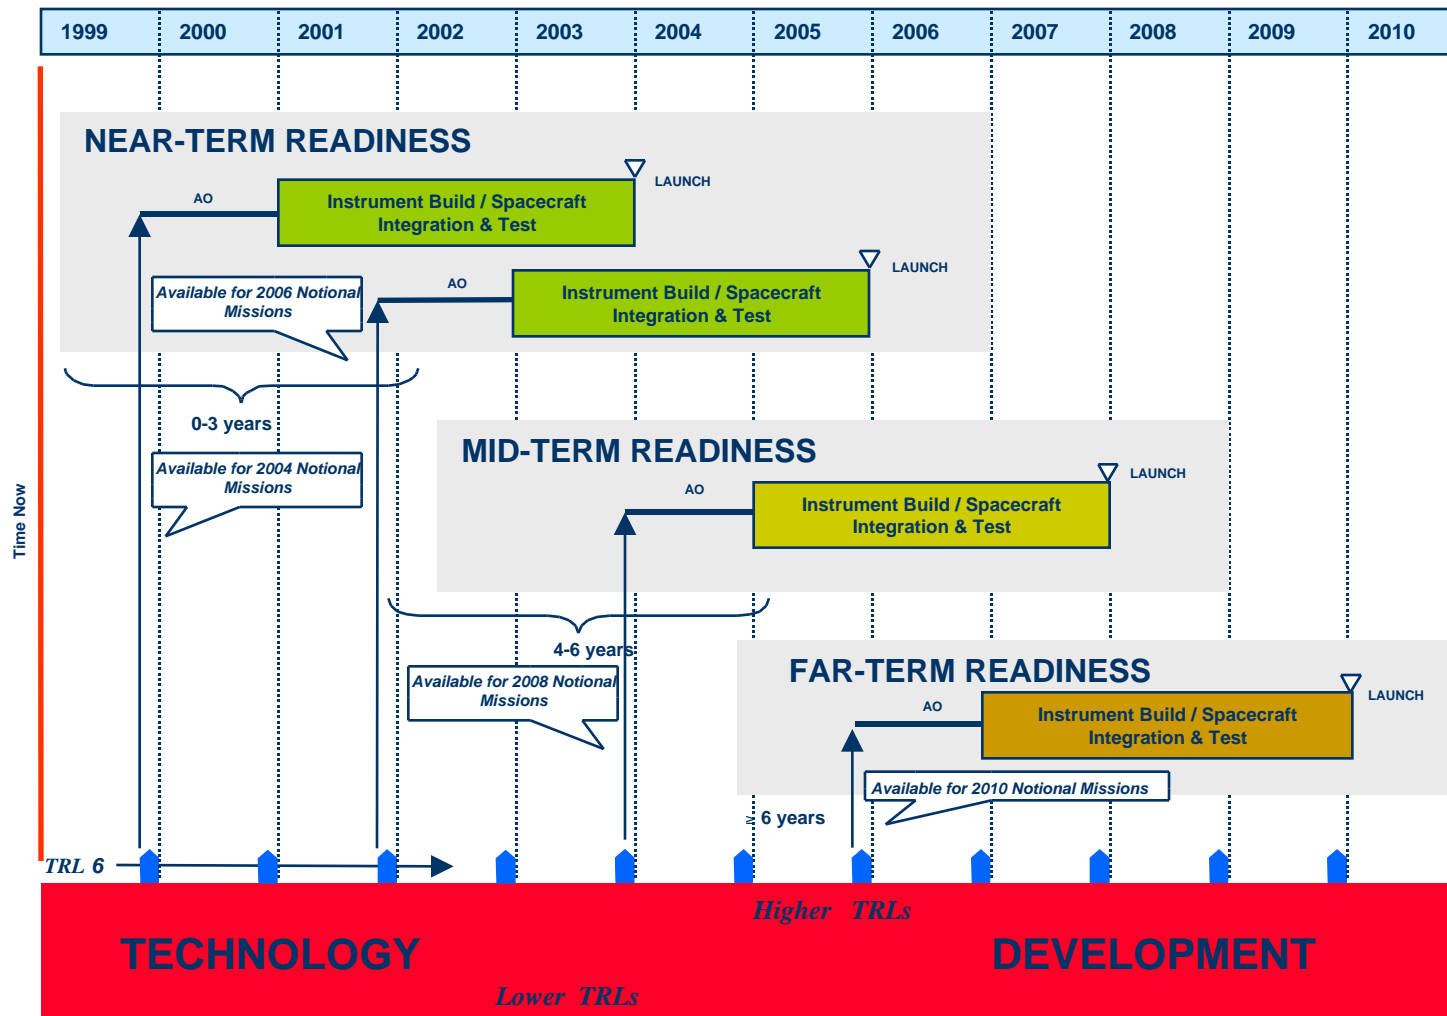 1999 2000 2001 2002 2003 2004 2005 2006 2007 2008 2009 2010
NEAR-TERM READINESS
LAUNCH
AO
Instrument Build / Spacecraft
Integration & Test
LAUNCH
AO
Available for 2006 Notional
Missions
Instrument Build / Spacecraft
Integration & Test
0-3 years
Available for 2004 Notional
Missions
MID-TERM READINESS
LAUNCH
AO
Instrument Build / Spacecraft
Integration & Test
Time Now
4-6 years
Available for 2008 Notional
Missions
FAR-TERM READINESS
LAUNCH
AO
Instrument Build / Spacecraft
Integration & Test
Available for 2010 Notional Missions
≥ 6 years
TRL 6
Higher TRLs
TECHNOLOGY DEVELOPMENT
Lower TRLs